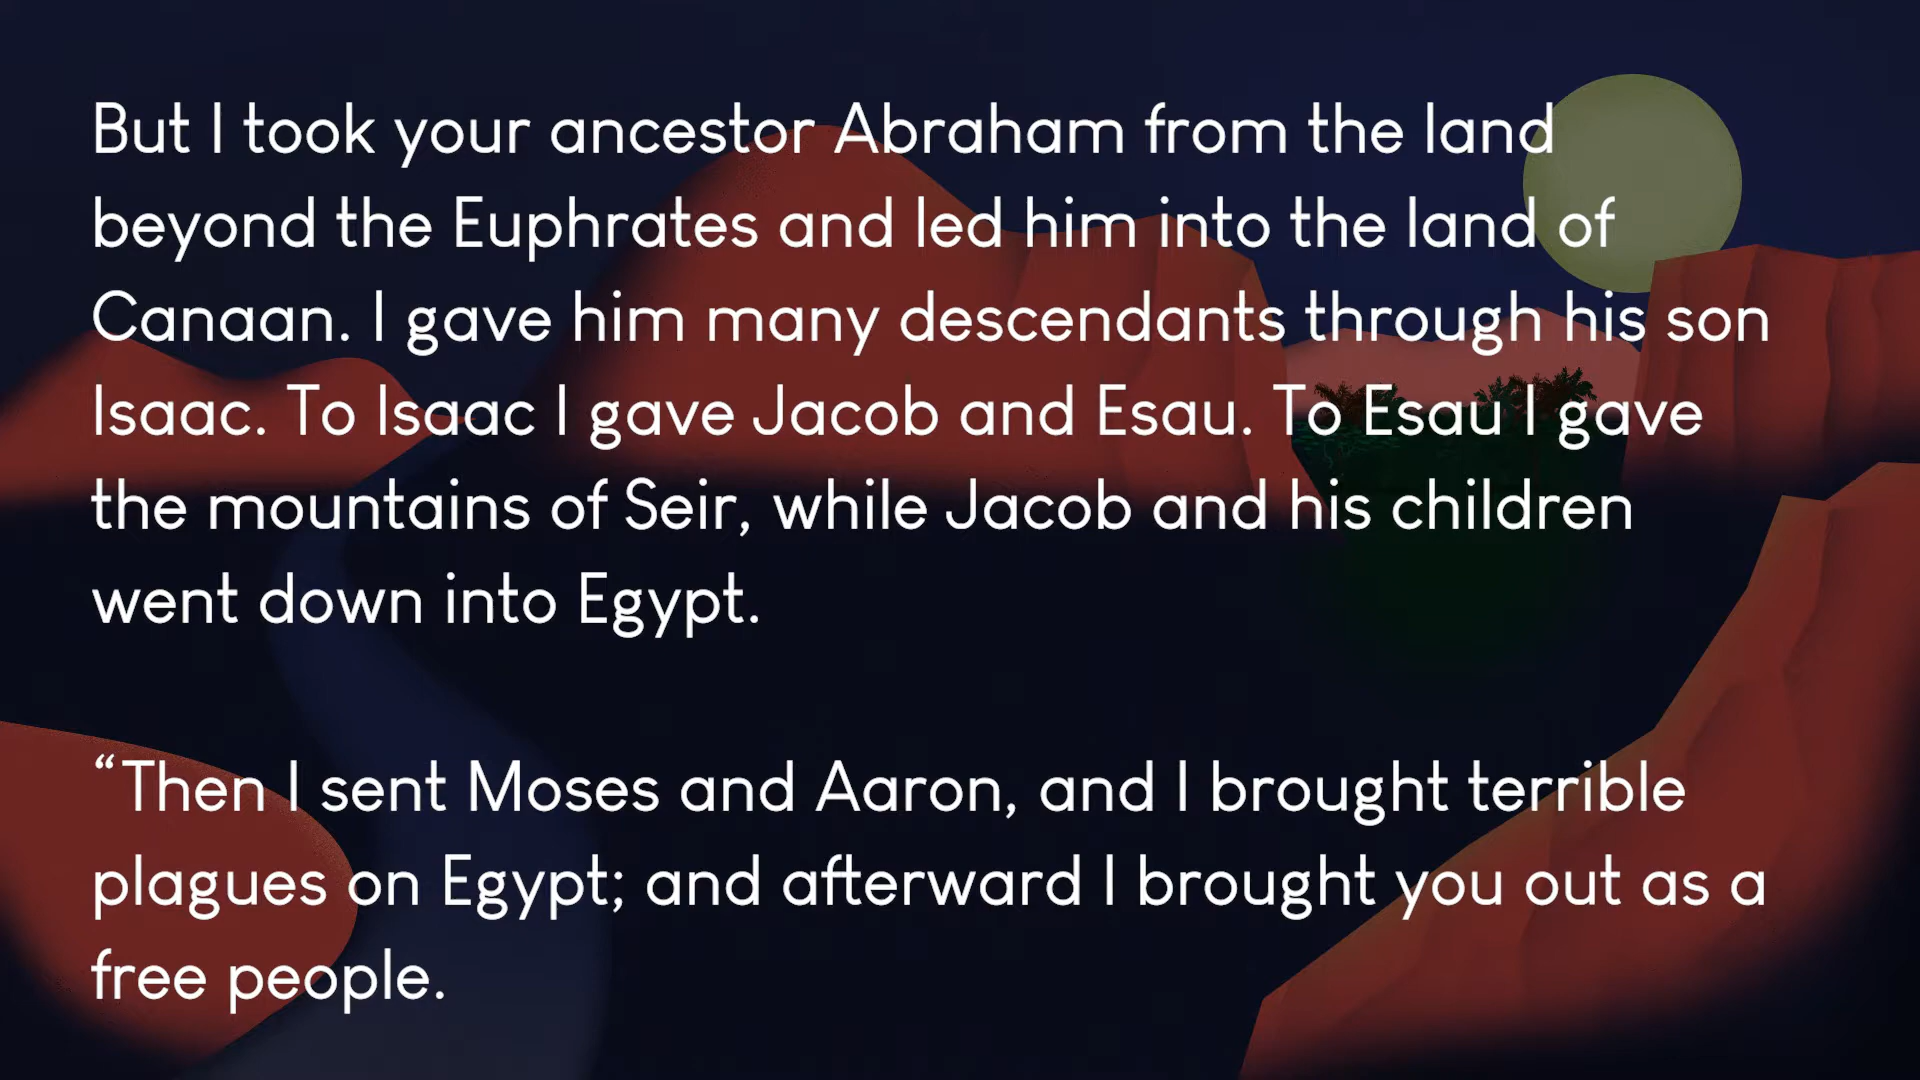 But I took your ancestor Abraham from the land
beyond the Euphrates and led him into the land of
Canaan. I gave him many descendants through his son
Isaac. To Isaac I gave Jacob and Esau. To Esau I gave
the mountains of Seir, while Jacob and his children
went down into Egypt.
“Then I sent Moses and Aaron, and I brought terrible
plagues on Egypt; and afterward I brought you out as a
free people.